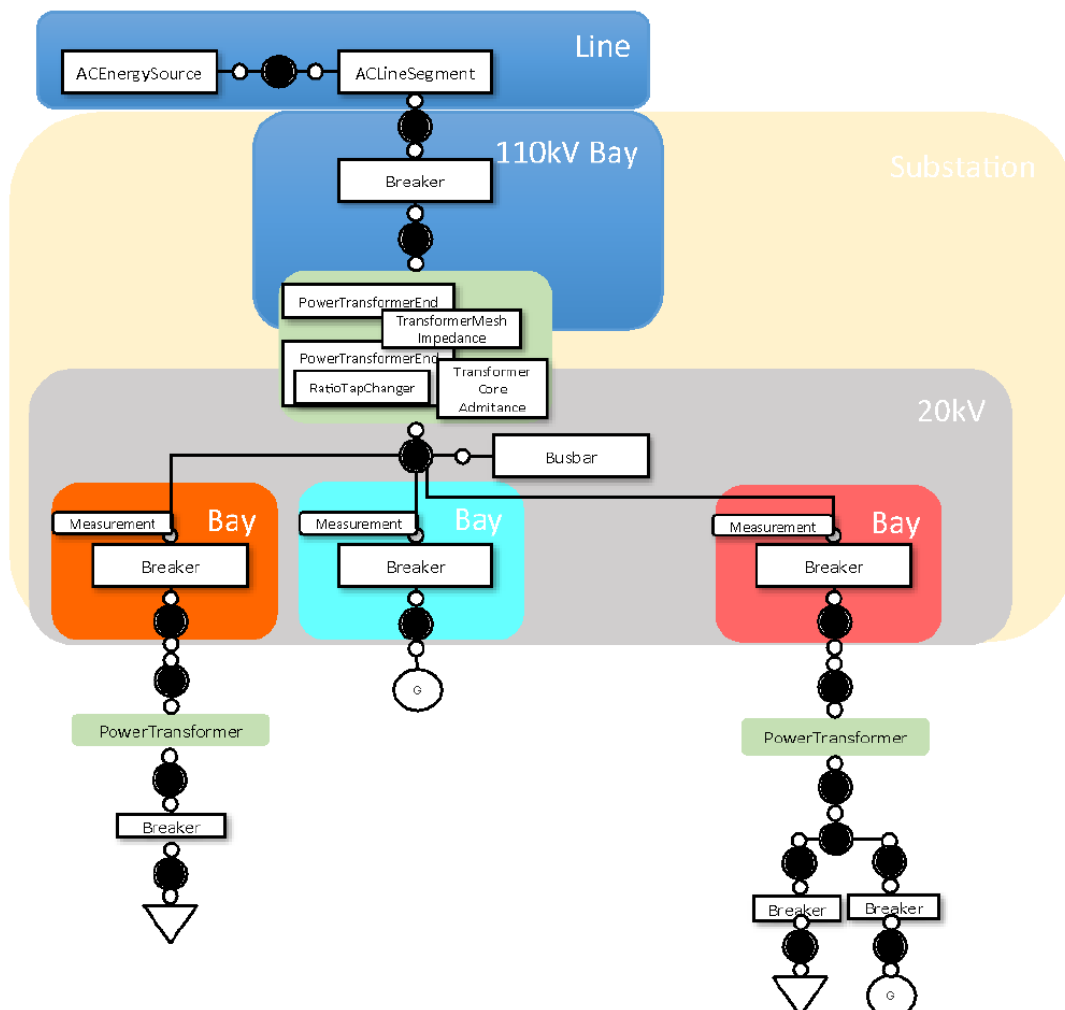 Line
ACEnergySource
ACLineSegment
110kV Bay
Substation
Breaker
PowerTransformerEnd
TransformerMesh
Impedance
PowerTransformerEnd
RatioTapChanger
Transformer
Core
Admitance
20kV
Busbar
Measurement
Bay
Measurement
Bay
Measurement
Bay
Breaker
Breaker
Breaker
G
PowerTransformer
PowerTransformer
Breaker
Breaker
Breaker
G